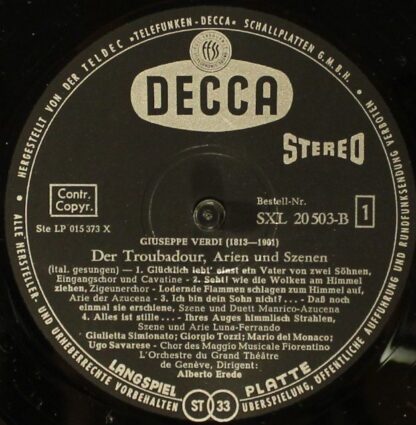 HERGESTELLT VON DER TELDEC »TELEFUNKEN-DECCA« SCHALLPLATTEN G.M.B.H.
ffss
DECCA
STEREO
Contr.
Copyr.
Ste LP 015 373 X
Bestell-Nr.
SXL 20 503-B 1
GIUSEPPE VERDI (1813—1901)
Der Troubadour, Arien und Szenen
(ital. gesungen) — 1. Glücklich lebt' einst ein Vater von zwei Söhnen,
Eingangschor und Cavatine - 2. Seht! wie die Wolken am Himmel
ziehen, Zigeunerchor - Lodernde Flammen schlagen zum Himmel auf,
Arie der Azucena - 3. Ich bin dein Sohn nicht?... - Daß noch
einmal sie erschiene, Szene und Duett Manrico-Azucena
4. Alles ist stille... - Ihres Auges himmlisch Strahlen,
Szene und Arie Luna-Ferrando
Giulietta Simionato; Giorgio Tozzi; Mario del Monaco;
Ugo Savarese - Chor des Maggio Musicale Fiorentino
L'Orchestre du Grand Théâtre
de Genève, Dirigent:
Alberto Erede
ALLE HERSTELLER- UND URHEBERRECHTE VORBEHALTEN
LANGSPIEL ST 33 PLATTE
ÜBERSPIELUNG, ÖFFENTLICHE AUFFÜHRUNG UND RUNDFUNKSENDUNG VERBOTEN